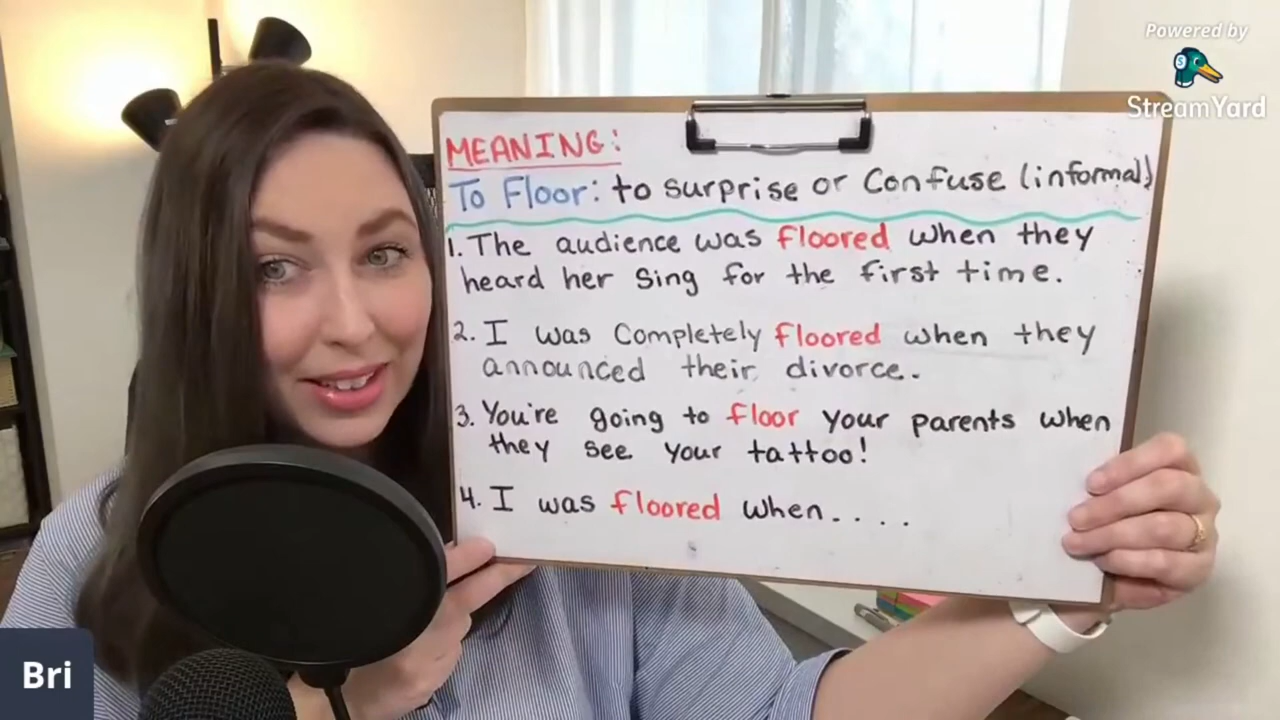 Powered by
StreamYard
MEANING:
To Floor: to surprise or Confuse (informal)
1. The audience was floored when they
heard her sing for the first time.
2. I was completely floored when they
announced their divorce.
3. You're going to floor your parents when
they see your tattoo!
4. I was floored when....
Bri